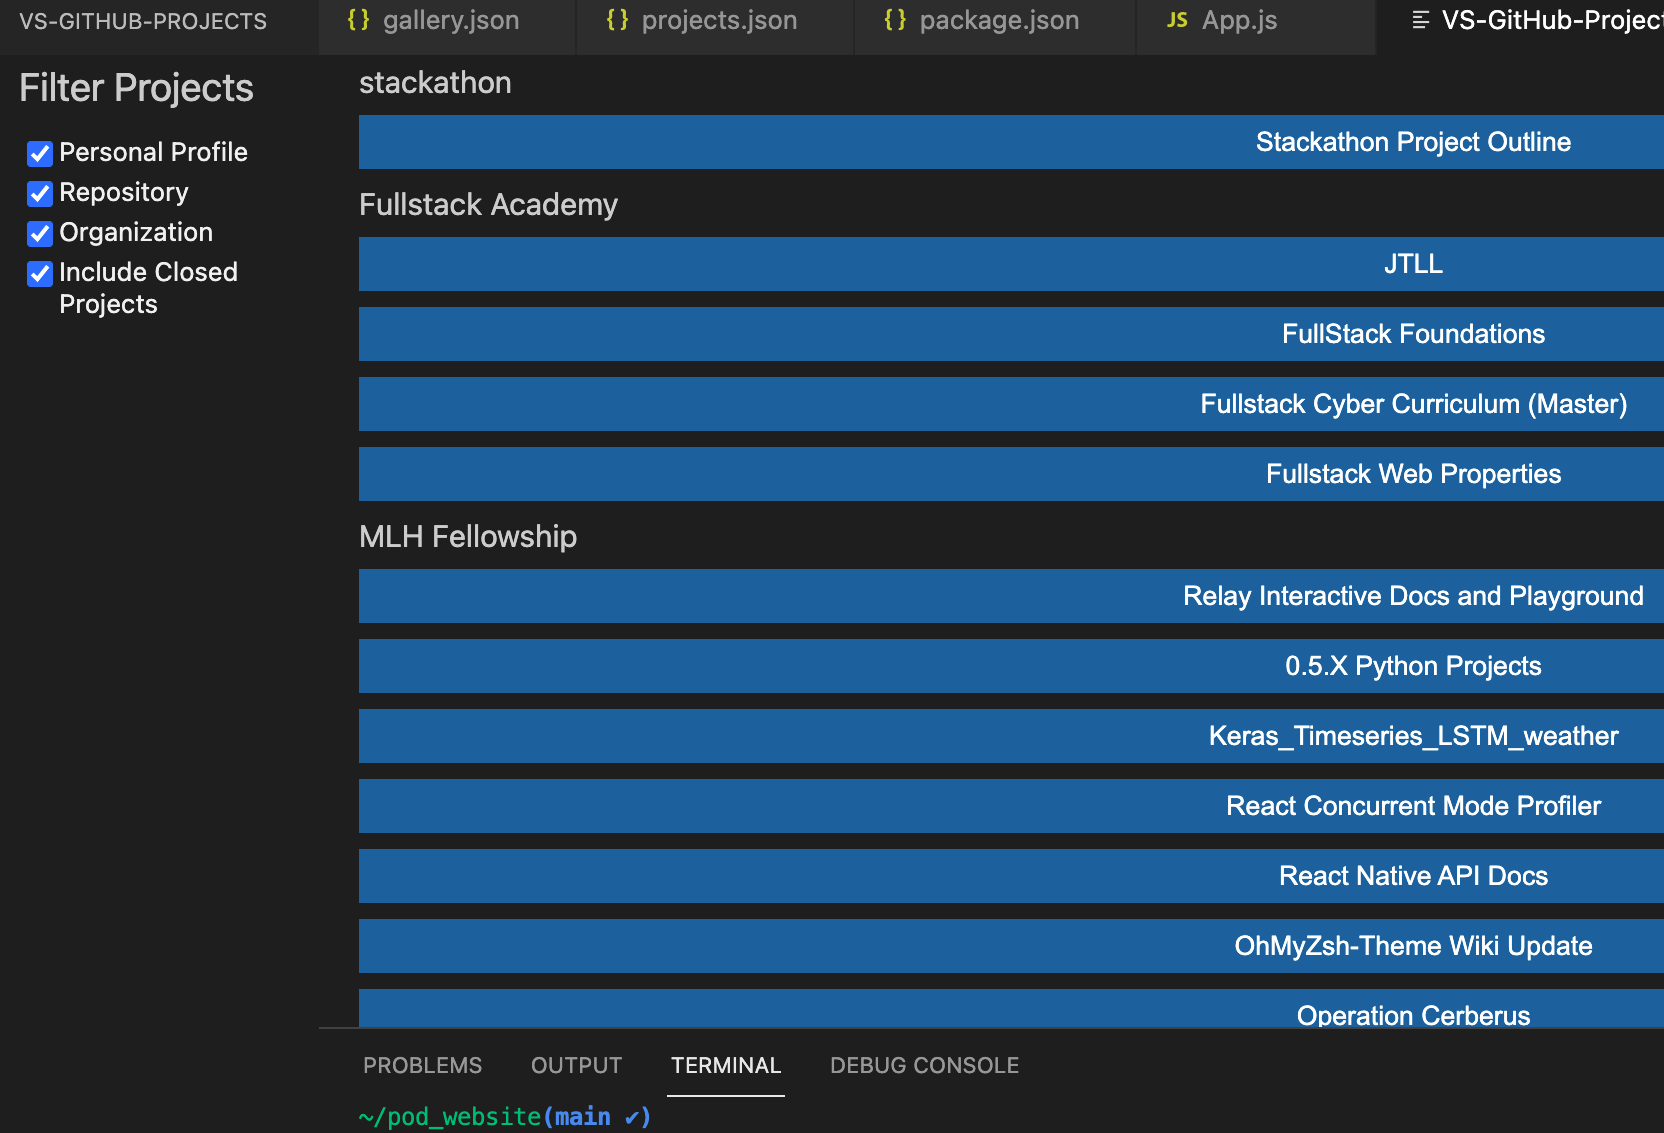 VS-GITHUB-PROJECTS
{} gallery.json
{} projects.json
{} package.json
JS App.js
VS-GitHub-Project
Filter Projects
Personal Profile
Repository
Organization
Include Closed
Projects
stackathon
Stackathon Project Outline
Fullstack Academy
JTLL
FullStack Foundations
Fullstack Cyber Curriculum (Master)
Fullstack Web Properties
MLH Fellowship
Relay Interactive Docs and Playground
0.5.X Python Projects
Keras_Timeseries_LSTM_weather
React Concurrent Mode Profiler
React Native API Docs
OhMyZsh-Theme Wiki Update
Operation Cerberus
PROBLEMS
OUTPUT
TERMINAL
DEBUG CONSOLE
~/pod_website(main ✔)